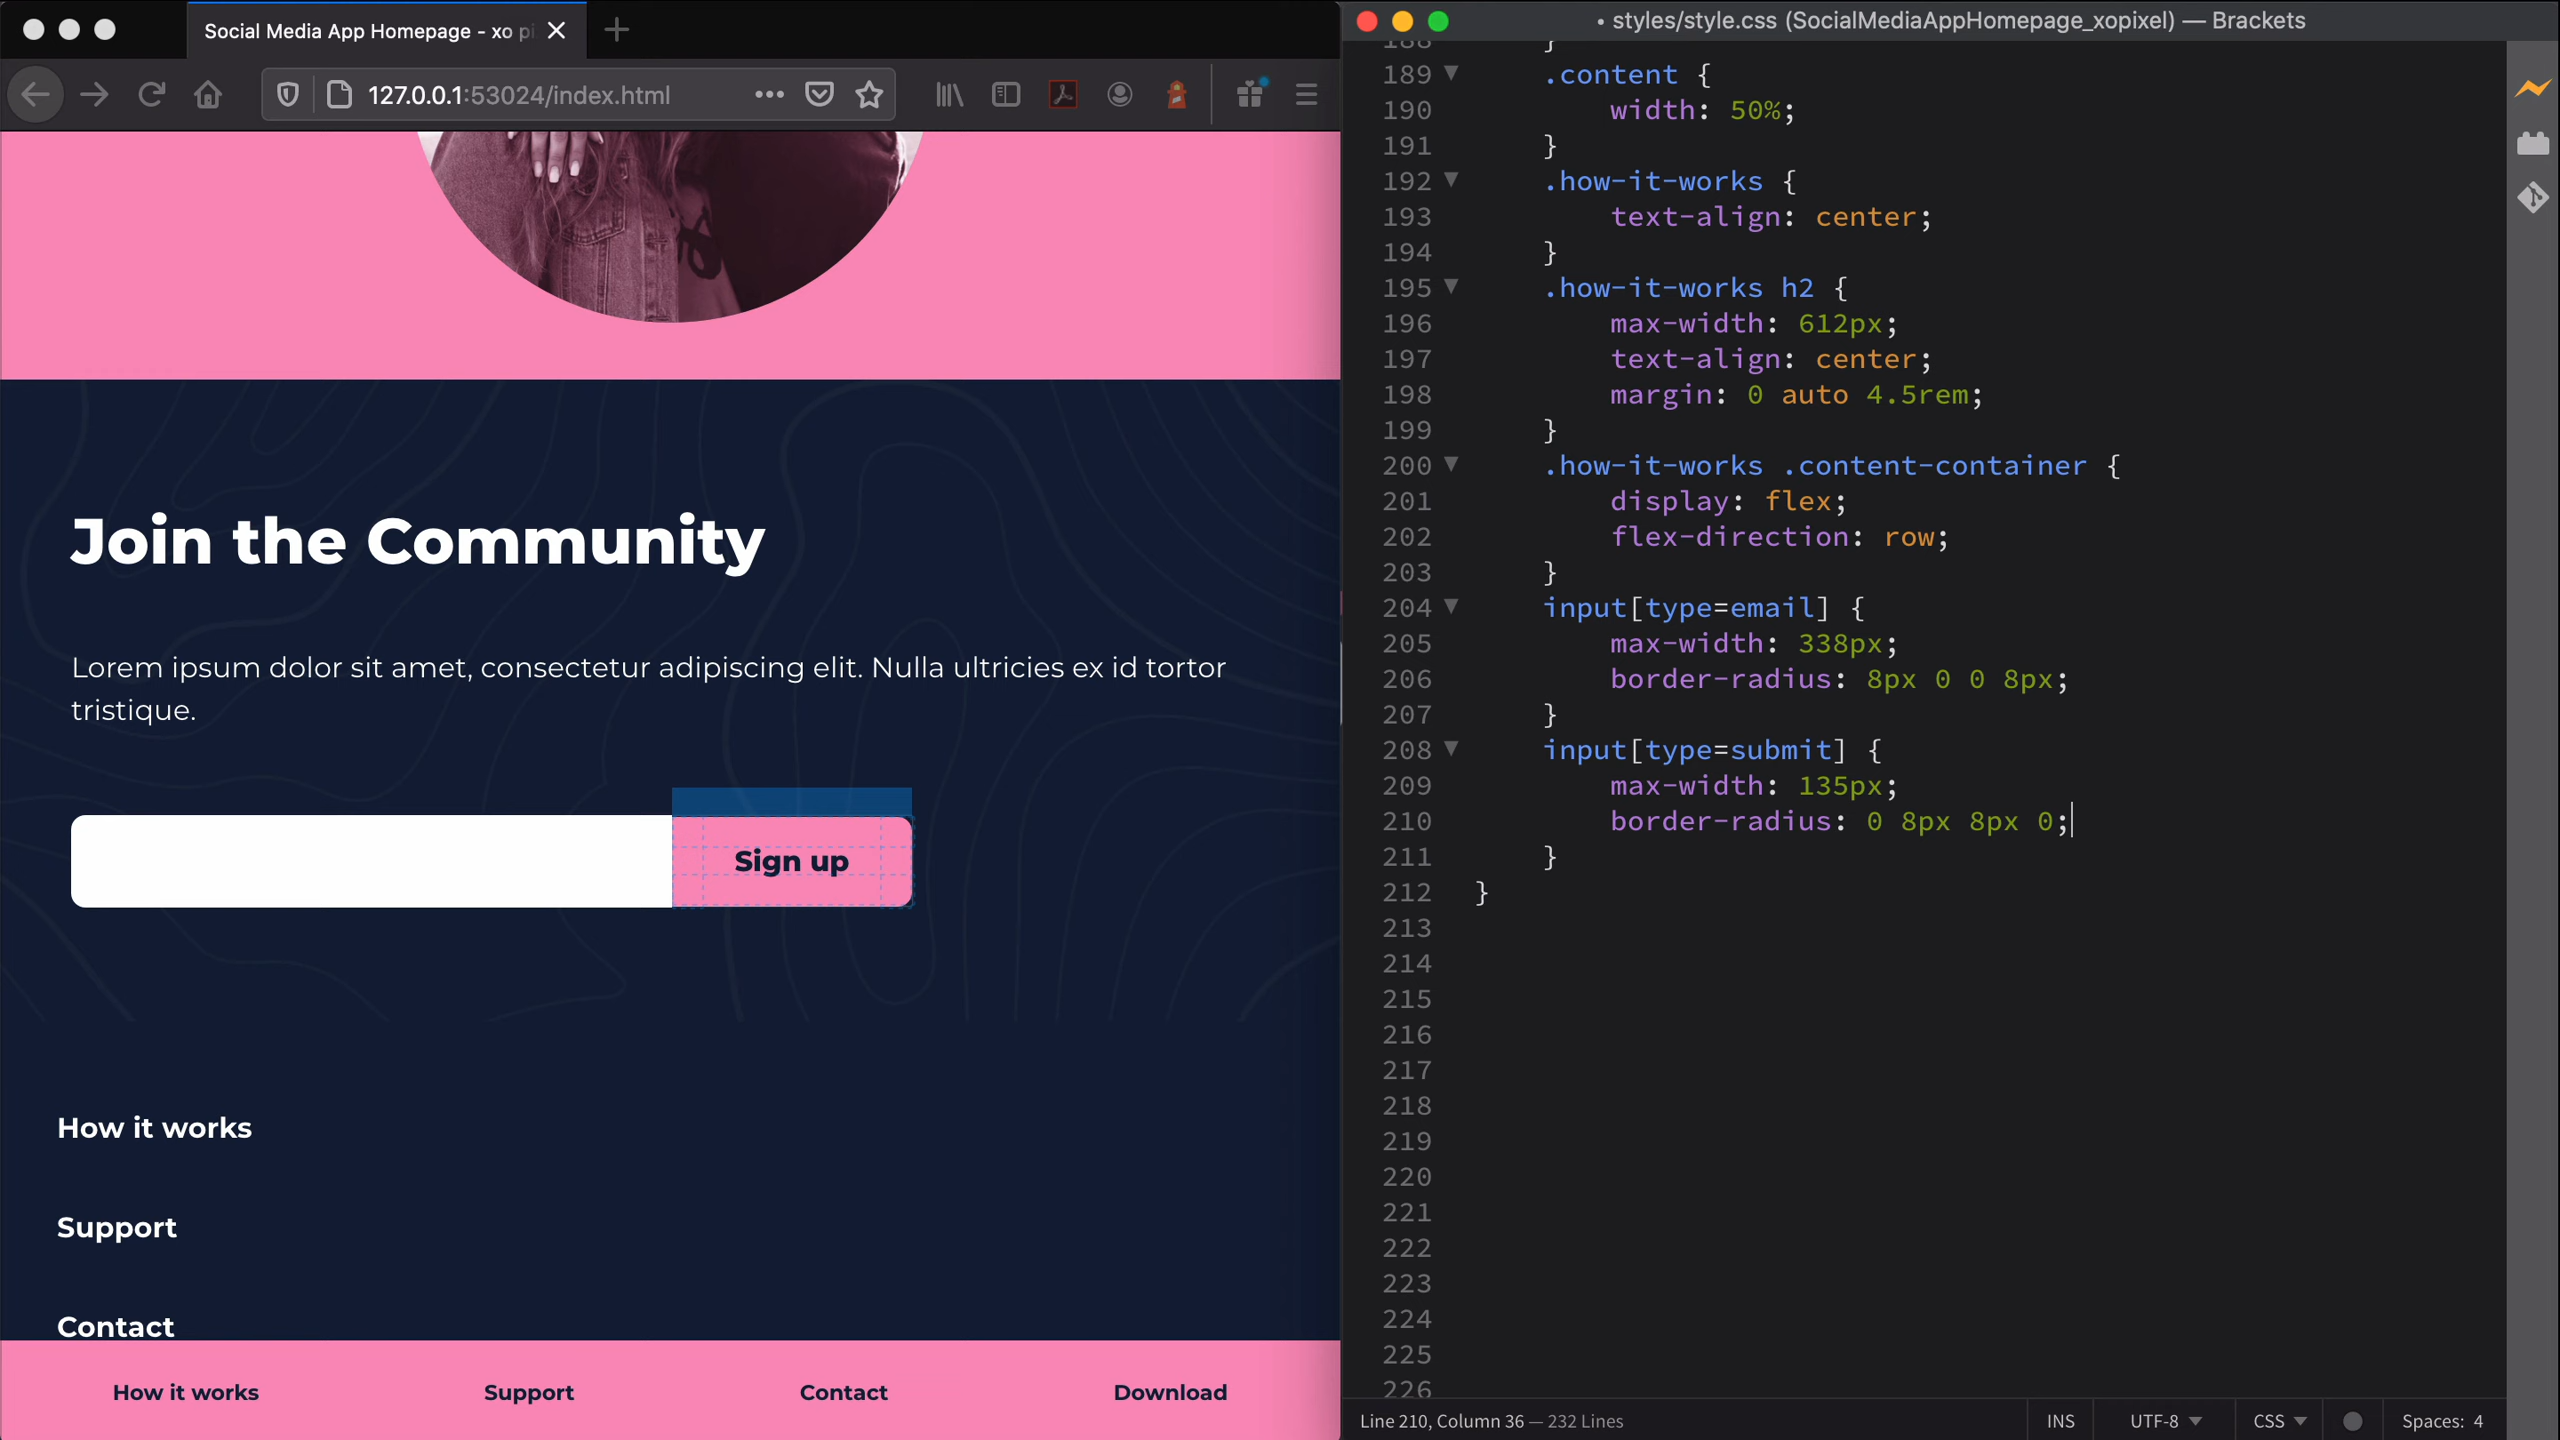 Social Media App Homepage - xo pi
127.0.0.1:53024/index.html
Join the Community
Lorem ipsum dolor sit amet, consectetur adipiscing elit. Nulla ultricies ex id tortor
tristique.
Sign up
How it works
Support
Contact
How it works Support Contact Download
• styles/style.css (SocialMediaAppHomepage_xopixel) — Brackets
188 }
189 .content {
190 width: 50%;
191 }
192 .how-it-works {
193 text-align: center;
194 }
195 .how-it-works h2 {
196 max-width: 612px;
197 text-align: center;
198 margin: 0 auto 4.5rem;
199 }
200 .how-it-works .content-container {
201 display: flex;
202 flex-direction: row;
203 }
204 input[type=email] {
205 max-width: 338px;
206 border-radius: 8px 0 0 8px;
207 }
208 input[type=submit] {
209 max-width: 135px;
210 border-radius: 0 8px 8px 0;
211 }
212 }
213
214
215
216
217
218
219
220
221
222
223
224
225
226
Line 210, Column 36 — 232 Lines INS UTF-8 CSS Spaces: 4